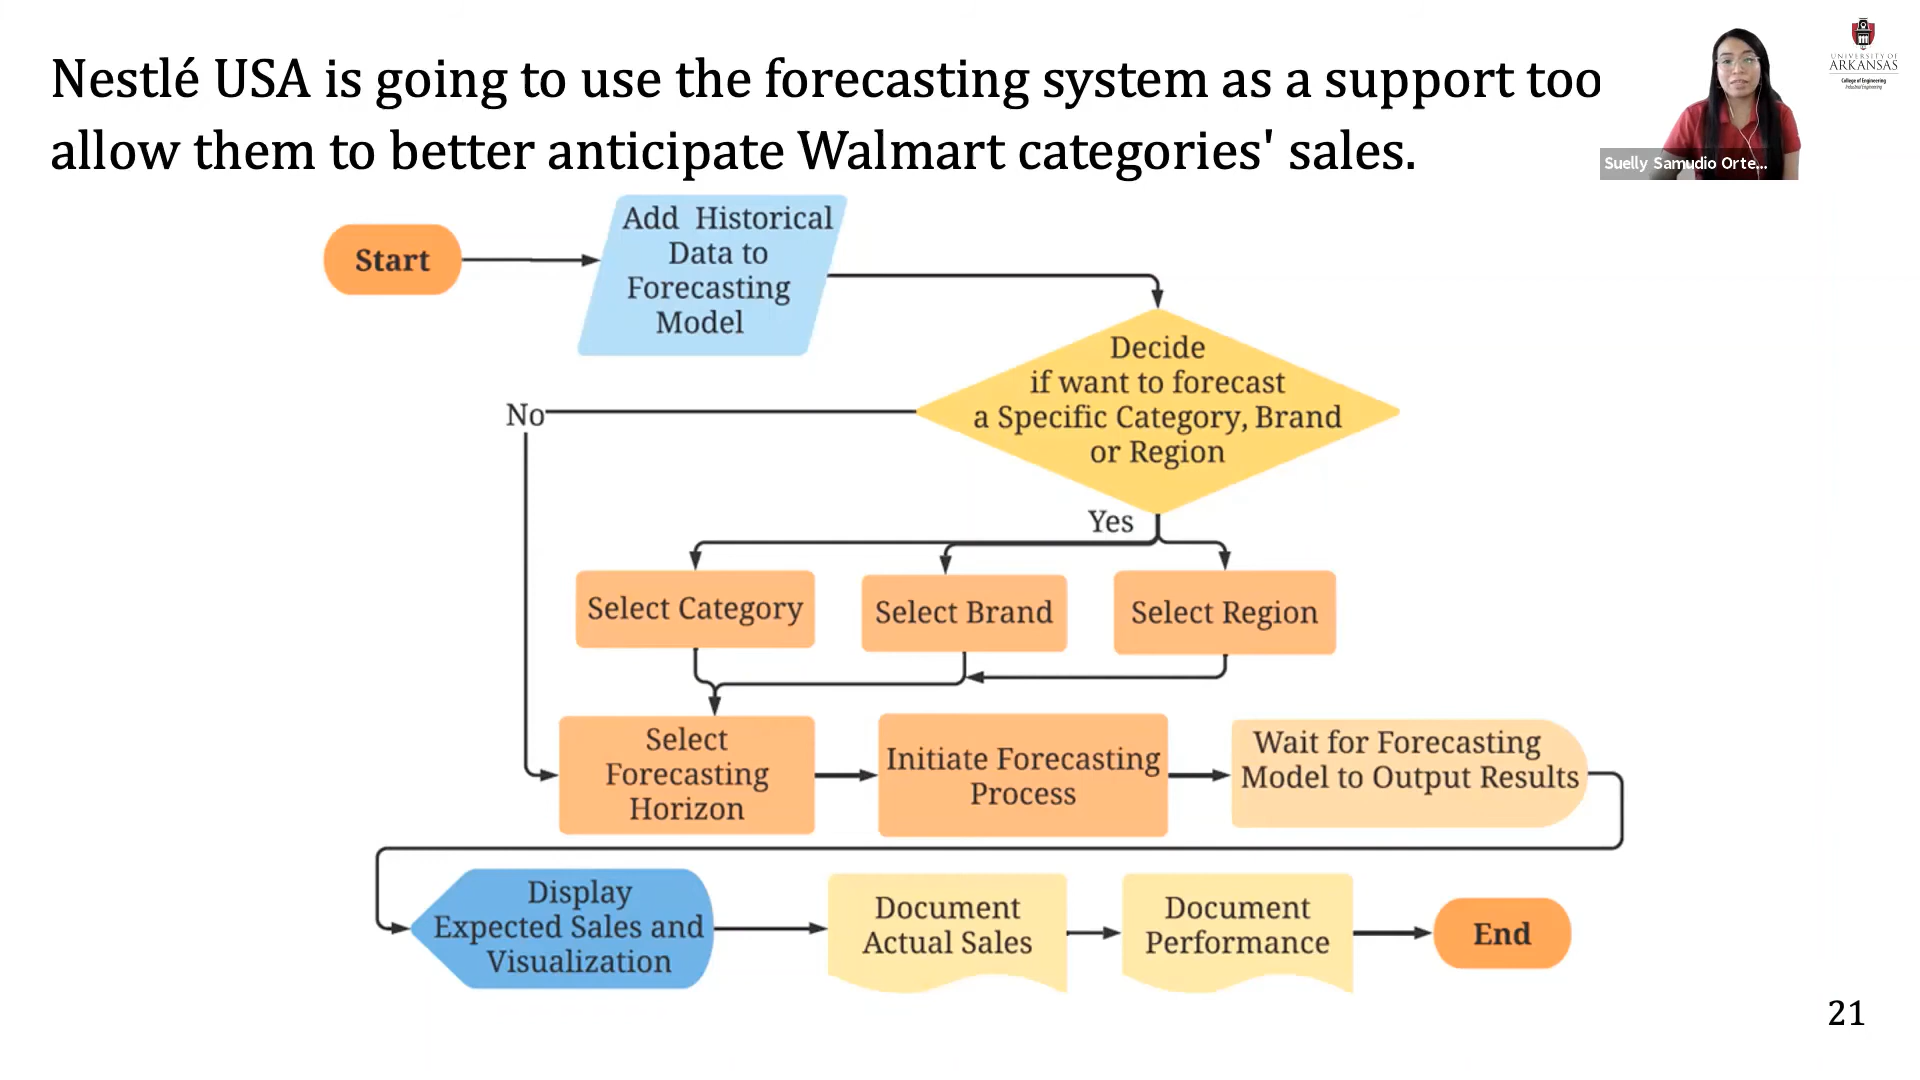 Nestlé USA is going to use the forecasting system as a support too
allow them to better anticipate Walmart categories' sales.
Suelly Samudio Orte...
UNIVERSITY OF
ARKANSAS
College of Engineering
Industrial Engineering
Start
Add Historical
Data to
Forecasting
Model
Decide
if want to forecast
a Specific Category, Brand
or Region
No
Yes
Select Category
Select Brand
Select Region
Select
Forecasting
Horizon
Initiate Forecasting
Process
Wait for Forecasting
Model to Output Results
Display
Expected Sales and
Visualization
Document
Actual Sales
Document
Performance
End
21